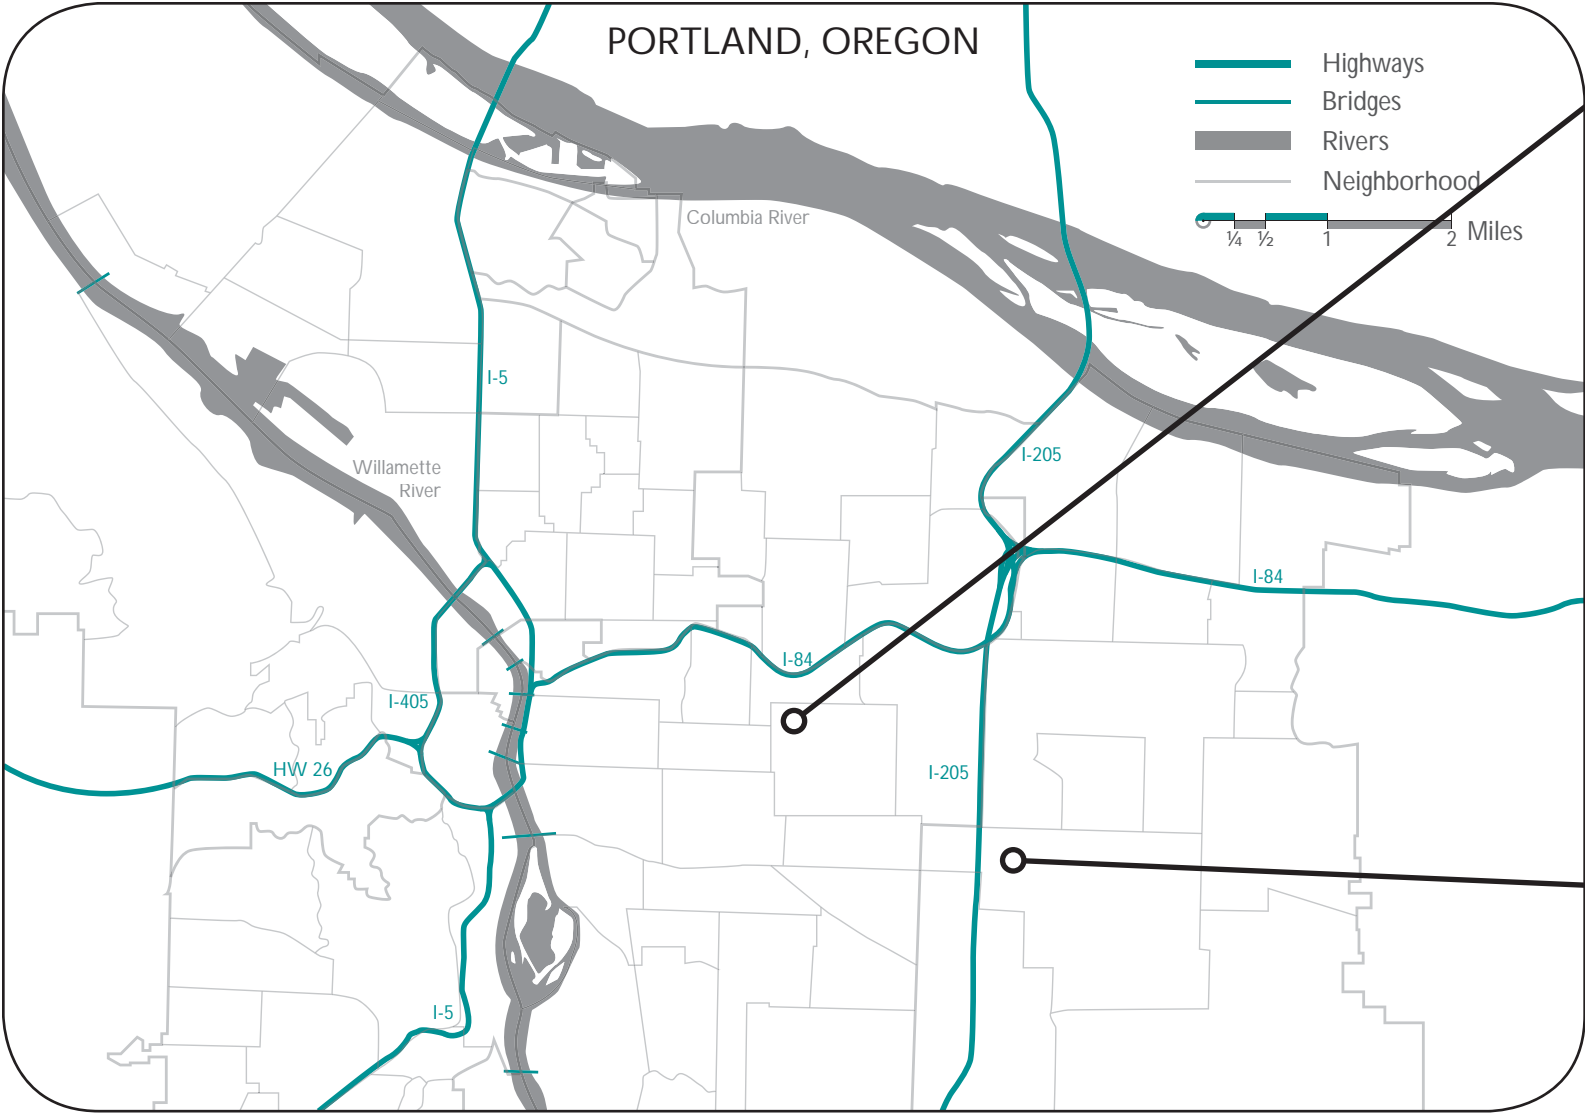 PORTLAND, OREGON
Highways
Bridges
Rivers
Neighborhood
¼ ½ 1 2 Miles
Columbia River
I-5
I-205
Willamette
River
I-84
I-84
I-405
HW 26
I-205
I-5